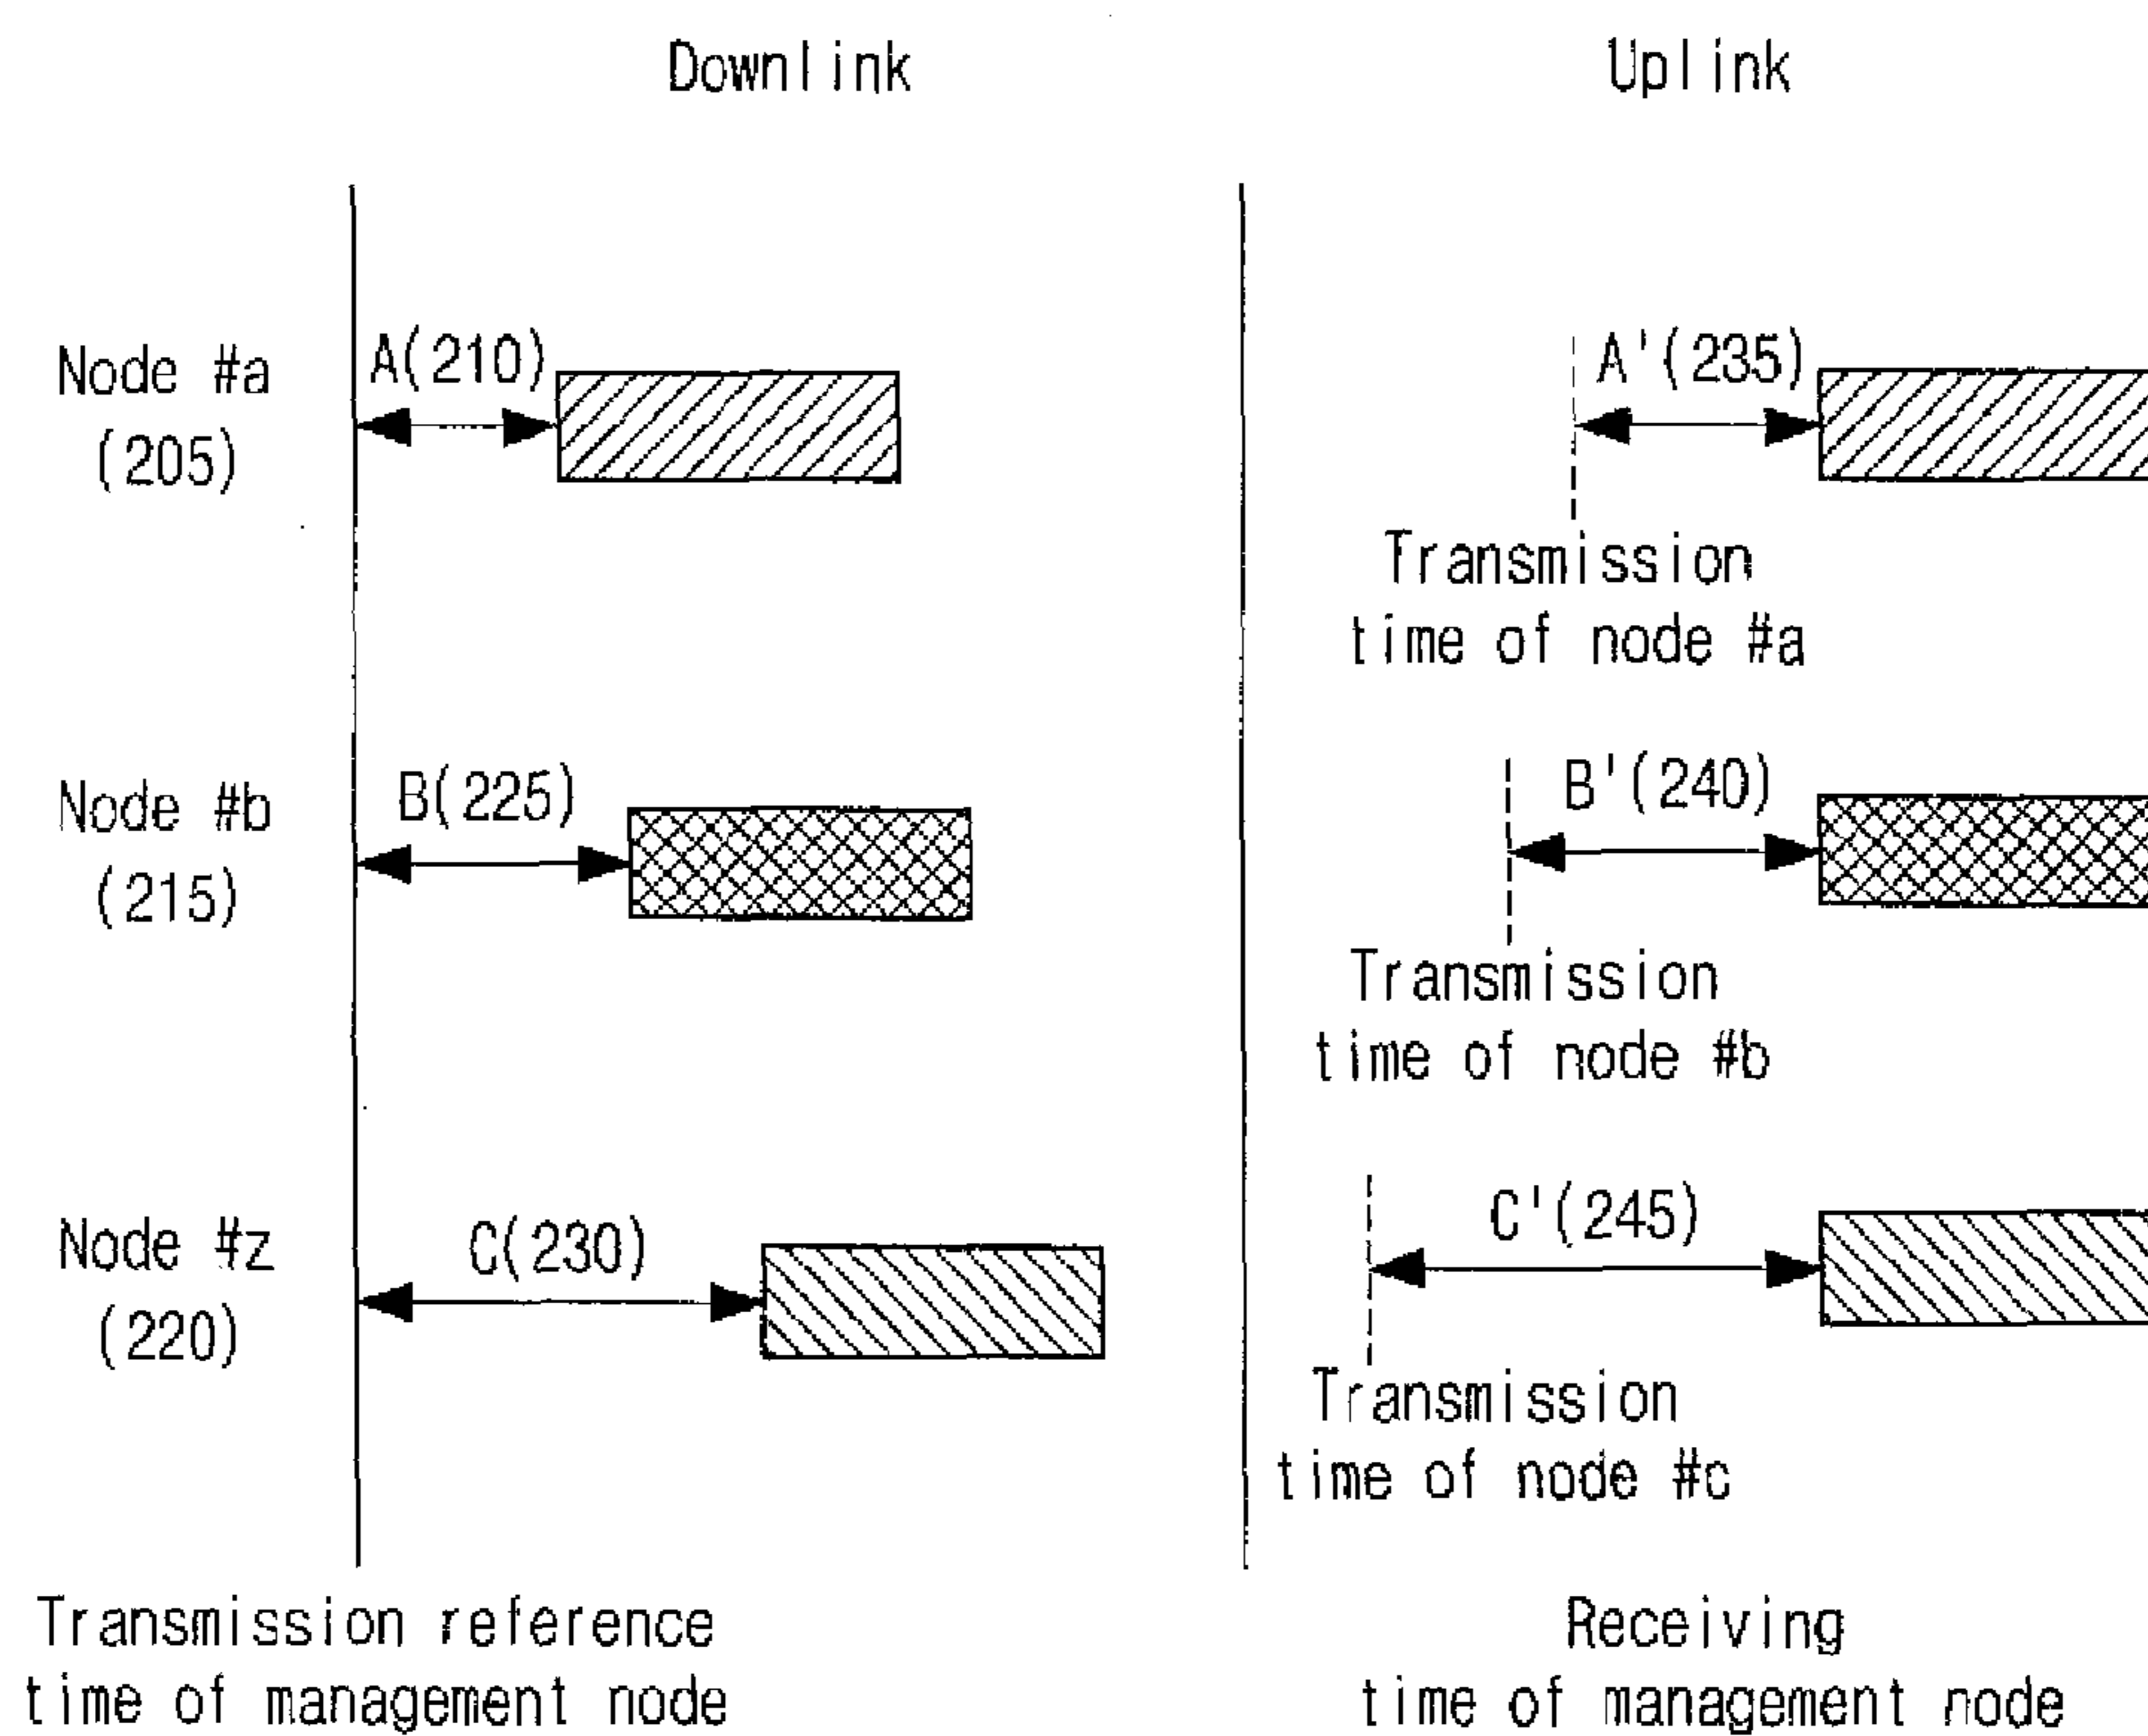 Downlink
Uplink
Node #a
(205)
A(210)
A'(235)
Transmission
time of node #a
Node #b
(215)
B(225)
B'(240)
Transmission
time of node #b
Node #z
(220)
C(230)
C'(245)
Transmission
time of node #c
Transmission reference
time of management node
Receiving
time of management node